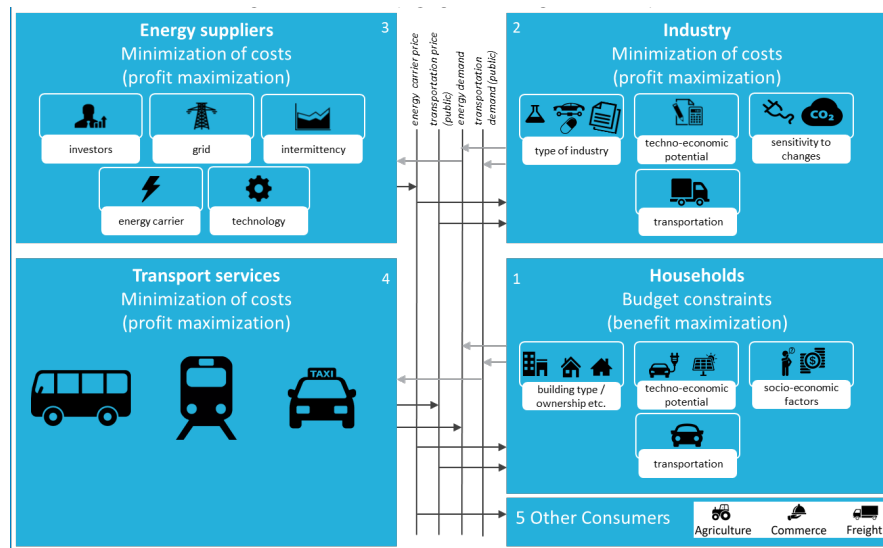 Energy suppliers
3
Minimization of costs
(profit maximization)
investors
grid
intermittency
energy carrier
technology
energy carrier price
transportation price
(public)
energy demand
transportation
demand (public)
2
Industry
Minimization of costs
(profit maximization)
CO₂
type of industry
techno-economic
potential
sensitivity to
changes
transportation
Transport services
4
Minimization of costs
(profit maximization)
TAXI
1
Households
Budget constraints
(benefit maximization)
?
$
building type /
ownership etc.
techno-economic
potential
socio-economic
factors
transportation
5 Other Consumers
Agriculture
Commerce
Freight